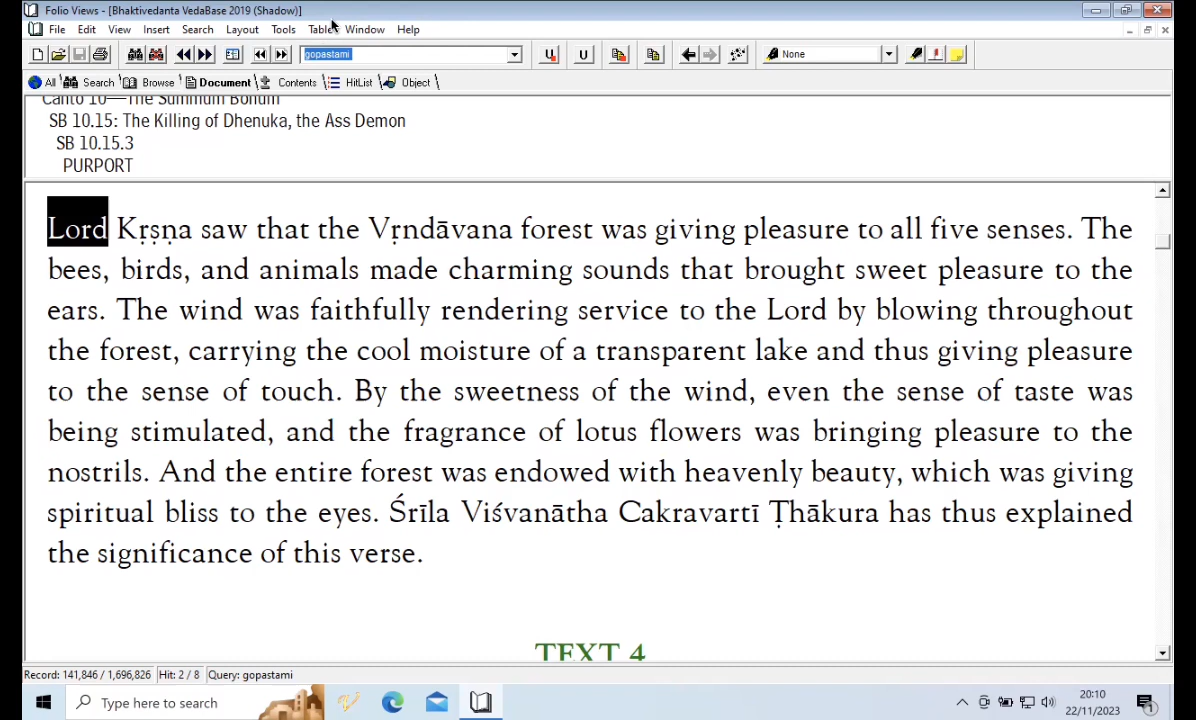 Folio Views - [Bhaktivedanta VedaBase 2019 (Shadow)]
File Edit View Insert Search Layout Tools Table Window Help
gopastami
U U None
All Search Browse Document Contents HitList Object
Canto 10—The Summum Bonum
SB 10.15: The Killing of Dhenuka, the Ass Demon
SB 10.15.3
PURPORT
Lord Kṛṣṇa saw that the Vṛndāvana forest was giving pleasure to all five senses. The
bees, birds, and animals made charming sounds that brought sweet pleasure to the
ears. The wind was faithfully rendering service to the Lord by blowing throughout
the forest, carrying the cool moisture of a transparent lake and thus giving pleasure
to the sense of touch. By the sweetness of the wind, even the sense of taste was
being stimulated, and the fragrance of lotus flowers was bringing pleasure to the
nostrils. And the entire forest was endowed with heavenly beauty, which was giving
spiritual bliss to the eyes. Śrīla Viśvanātha Cakravartī Ṭhākura has thus explained
the significance of this verse.
TEXT 4
Record: 141,846 / 1,696,826 Hit: 2 / 8 Query: gopastami
Type here to search
20:10
22/11/2023
1